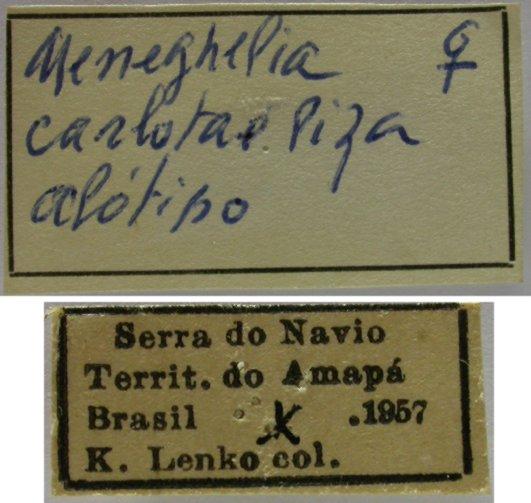 Meneghelia ♀
carlotae Piza
alótipo
Serra do Navio
Territ. do Amapá
Brasil X .1957
K. Lenko col.